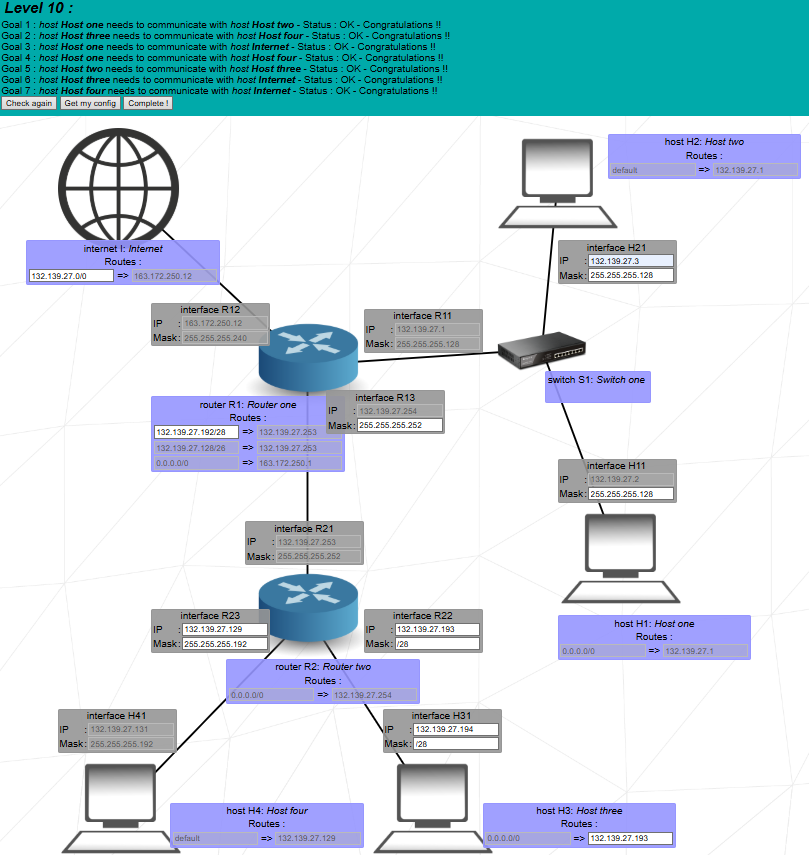 Level 10 :
Goal 1 : host Host one needs to communicate with host Host two - Status : OK - Congratulations !!
Goal 2 : host Host three needs to communicate with host Host four - Status : OK - Congratulations !!
Goal 3 : host Host one needs to communicate with host Internet - Status : OK - Congratulations !!
Goal 4 : host Host one needs to communicate with host Host four - Status : OK - Congratulations !!
Goal 5 : host Host two needs to communicate with host Host three - Status : OK - Congratulations !!
Goal 6 : host Host three needs to communicate with host Internet - Status : OK - Congratulations !!
Goal 7 : host Host four needs to communicate with host Internet - Status : OK - Congratulations !!
Check again Get my config Complete !
host H2: Host two
Routes :
default => 132.139.27.1
internet I: Internet
Routes :
132.139.27.0/0 => 163.172.250.12
interface H21
IP : 132.139.27.3
Mask: 255.255.255.128
interface R12
IP : 163.172.250.12
Mask: 255.255.255.240
interface R11
IP : 132.139.27.1
Mask: 255.255.255.128
switch S1: Switch one
interface R13
IP : 132.139.27.254
Mask: 255.255.255.252
router R1: Router one
Routes :
132.139.27.192/28 => 132.139.27.253
132.139.27.128/26 => 132.139.27.253
0.0.0.0/0 => 163.172.250.1
interface H11
IP : 132.139.27.2
Mask: 255.255.255.128
interface R21
IP : 132.139.27.253
Mask: 255.255.255.252
interface R23
IP : 132.139.27.129
Mask: 255.255.255.192
interface R22
IP : 132.139.27.193
Mask: /28
host H1: Host one
Routes :
0.0.0.0/0 => 132.139.27.1
router R2: Router two
Routes :
0.0.0.0/0 => 132.139.27.254
interface H41
IP : 132.139.27.131
Mask: 255.255.255.192
interface H31
IP : 132.139.27.194
Mask: /28
host H4: Host four
Routes :
default => 132.139.27.129
host H3: Host three
Routes :
0.0.0.0/0 => 132.139.27.193